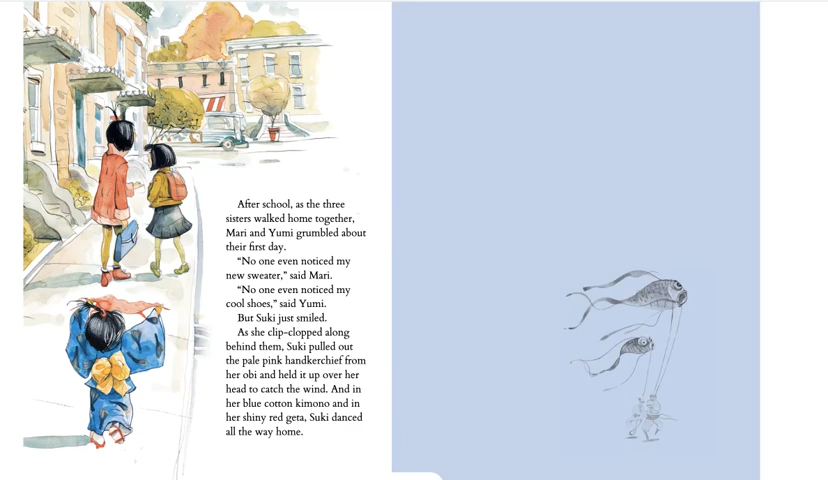 After school, as the three
sisters walked home together,
Mari and Yumi grumbled about
their first day.
“No one even noticed my
new sweater,” said Mari.
“No one even noticed my
cool shoes,” said Yumi.
But Suki just smiled.
As she clip-clopped along
behind them, Suki pulled out
the pale pink handkerchief from
her obi and held it up over her
head to catch the wind. And in
her blue cotton kimono and in
her shiny red geta, Suki danced
all the way home.